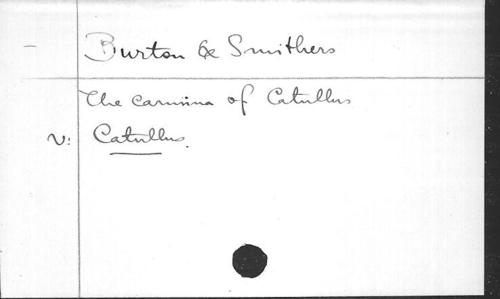 Burton & Smithers
The carmina of Catullus
v: Catullus.